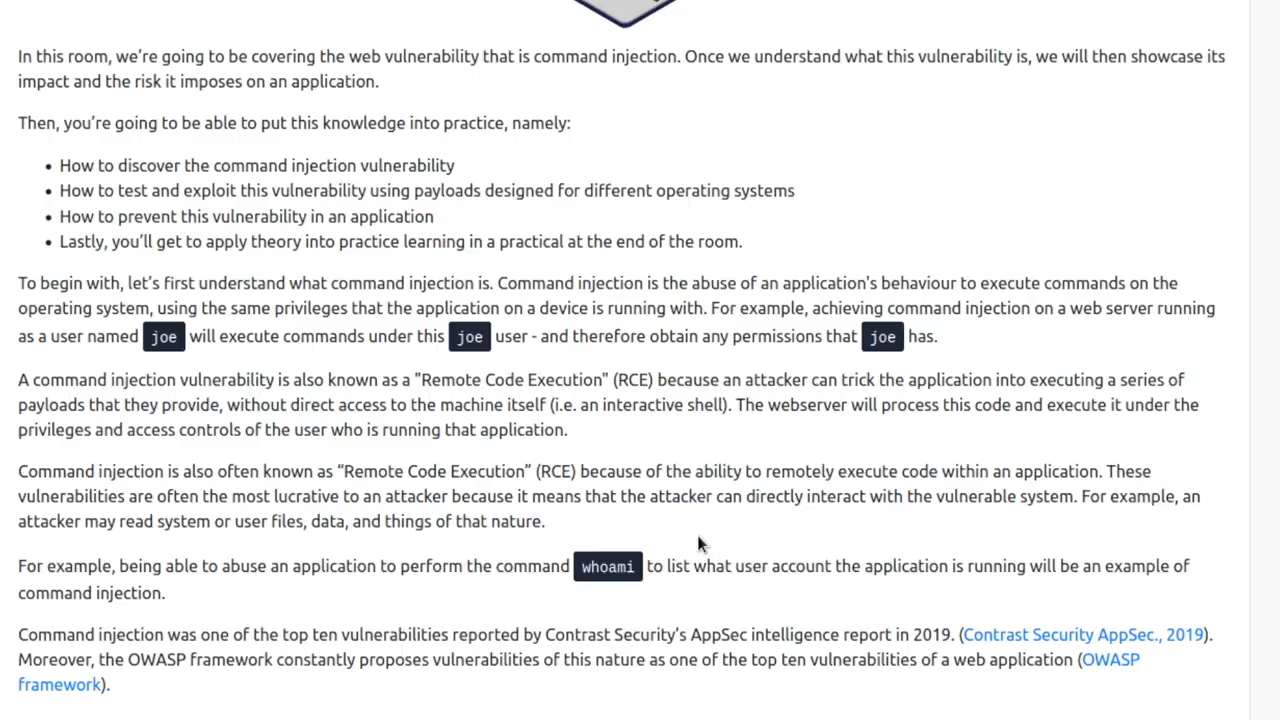 In this room, we’re going to be covering the web vulnerability that is command injection. Once we understand what this vulnerability is, we will then showcase its
impact and the risk it imposes on an application.
Then, you’re going to be able to put this knowledge into practice, namely:
• How to discover the command injection vulnerability
• How to test and exploit this vulnerability using payloads designed for different operating systems
• How to prevent this vulnerability in an application
• Lastly, you’ll get to apply theory into practice learning in a practical at the end of the room.
To begin with, let’s first understand what command injection is. Command injection is the abuse of an application's behaviour to execute commands on the
operating system, using the same privileges that the application on a device is running with. For example, achieving command injection on a web server running
as a user named joe will execute commands under this joe user - and therefore obtain any permissions that joe has.
A command injection vulnerability is also known as a "Remote Code Execution" (RCE) because an attacker can trick the application into executing a series of
payloads that they provide, without direct access to the machine itself (i.e. an interactive shell). The webserver will process this code and execute it under the
privileges and access controls of the user who is running that application.
Command injection is also often known as “Remote Code Execution” (RCE) because of the ability to remotely execute code within an application. These
vulnerabilities are often the most lucrative to an attacker because it means that the attacker can directly interact with the vulnerable system. For example, an
attacker may read system or user files, data, and things of that nature.
For example, being able to abuse an application to perform the command whoami to list what user account the application is running will be an example of
command injection.
Command injection was one of the top ten vulnerabilities reported by Contrast Security’s AppSec intelligence report in 2019. (Contrast Security AppSec., 2019).
Moreover, the OWASP framework constantly proposes vulnerabilities of this nature as one of the top ten vulnerabilities of a web application (OWASP
framework).